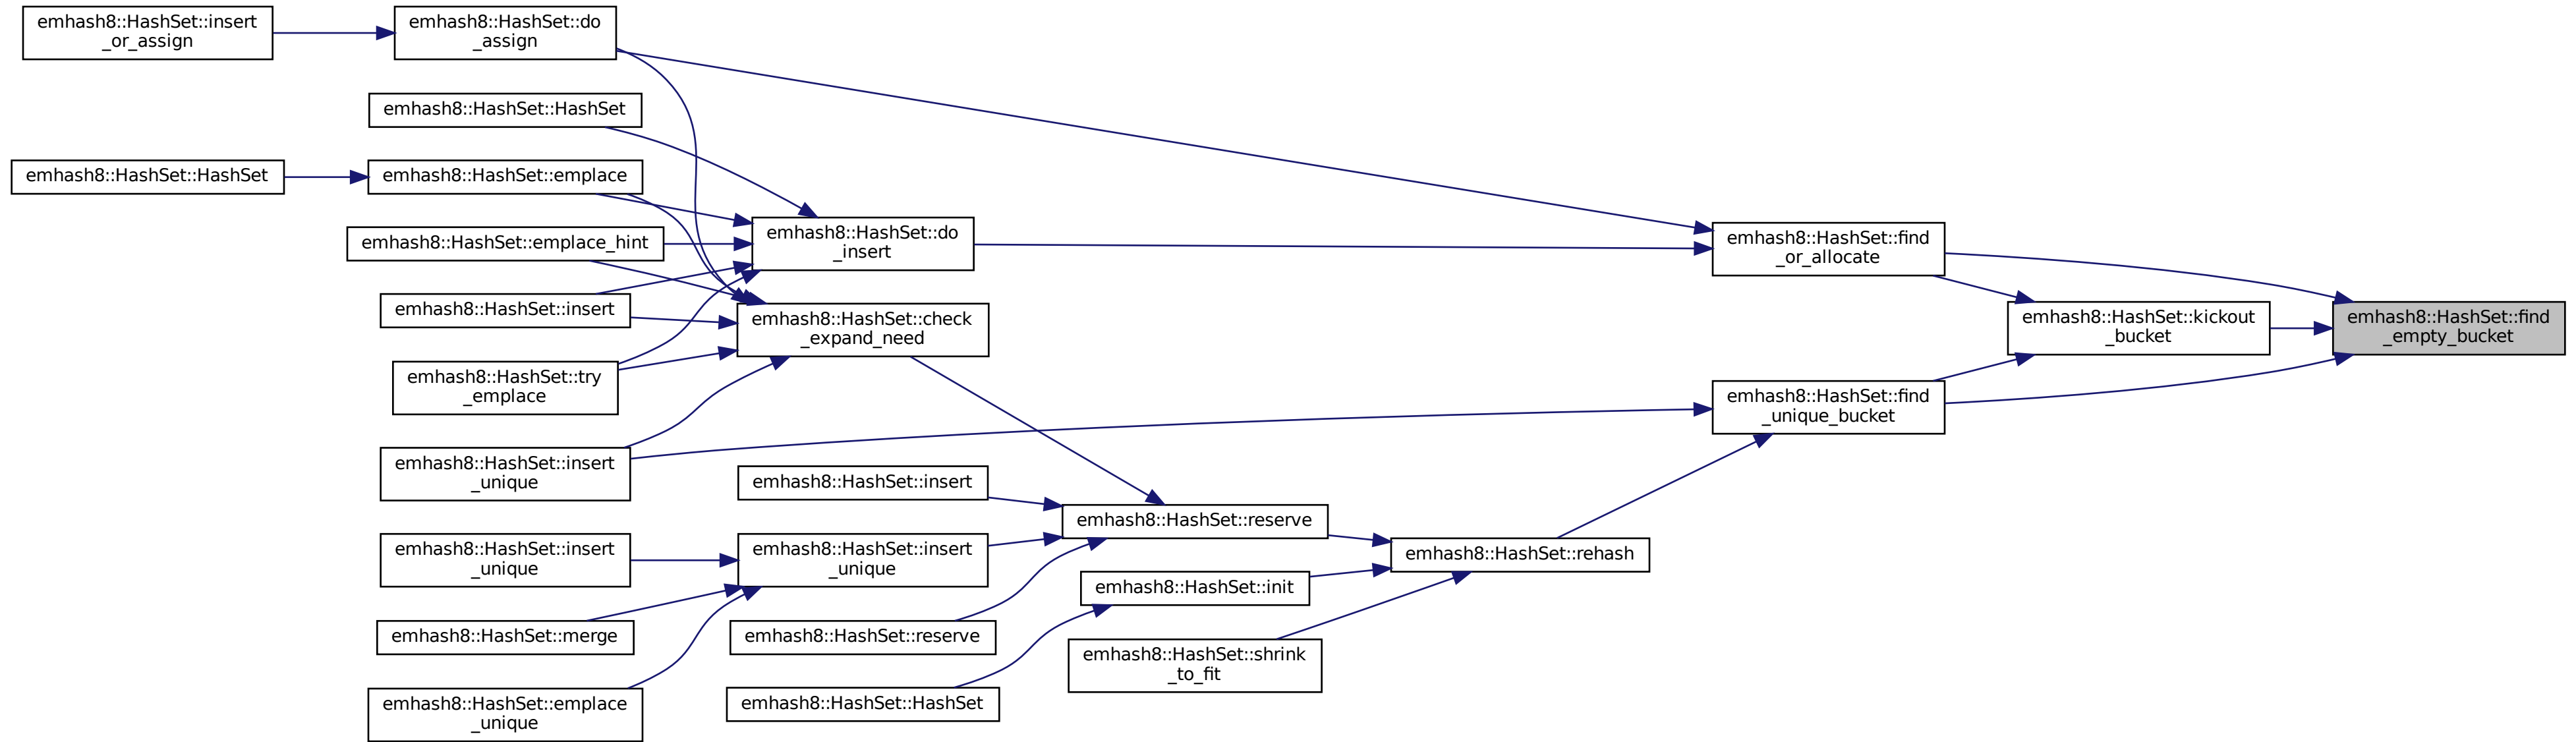 emhash8::HashSet::insert
_or_assign
emhash8::HashSet::do
_assign
emhash8::HashSet::HashSet
emhash8::HashSet::HashSet
emhash8::HashSet::emplace
emhash8::HashSet::emplace_hint
emhash8::HashSet::insert
emhash8::HashSet::try
_emplace
emhash8::HashSet::insert
_unique
emhash8::HashSet::insert
_unique
emhash8::HashSet::merge
emhash8::HashSet::emplace
_unique
emhash8::HashSet::do
_insert
emhash8::HashSet::check
_expand_need
emhash8::HashSet::insert
emhash8::HashSet::insert
_unique
emhash8::HashSet::reserve
emhash8::HashSet::HashSet
emhash8::HashSet::reserve
emhash8::HashSet::init
emhash8::HashSet::shrink
_to_fit
emhash8::HashSet::rehash
emhash8::HashSet::find
_or_allocate
emhash8::HashSet::find
_unique_bucket
emhash8::HashSet::kickout
_bucket
emhash8::HashSet::find
_empty_bucket